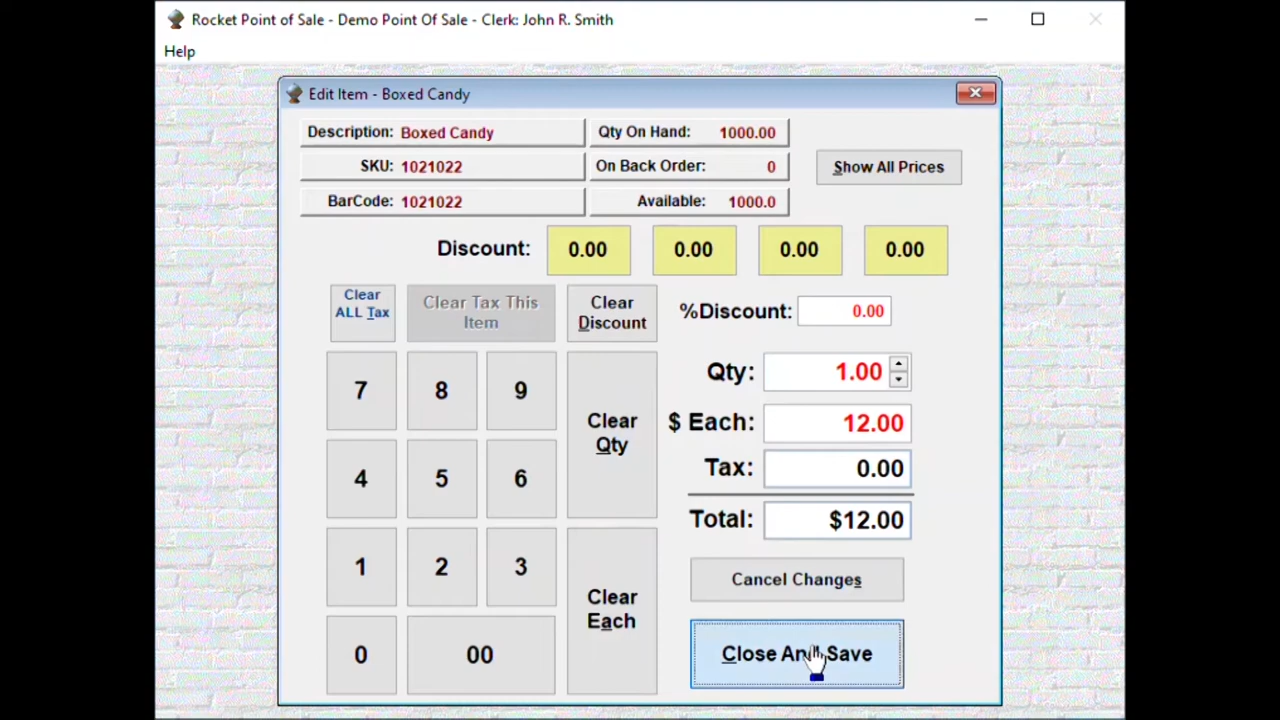 Rocket Point of Sale - Demo Point Of Sale - Clerk: John R. Smith
Help
Edit Item - Boxed Candy
Description: Boxed Candy
Qty On Hand: 1000.00
SKU: 1021022
On Back Order: 0
Show All Prices
BarCode: 1021022
Available: 1000.0
Discount: 0.00 0.00 0.00 0.00
Clear
ALL Tax
Clear Tax This
Item
Clear
Discount
%Discount: 0.00
7 8 9
Clear
Qty
Qty: 1.00
$ Each: 12.00
4 5 6
Tax: 0.00
Total: $12.00
1 2 3
Clear
Each
Cancel Changes
0 00
Close And Save